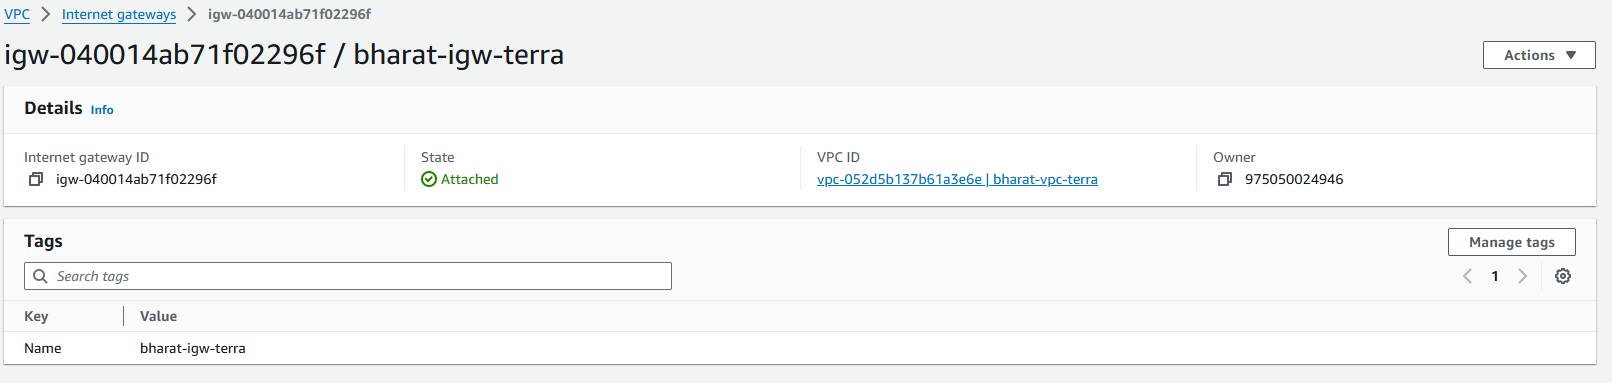 VPC > Internet gateways > igw-040014ab71f02296f
igw-040014ab71f02296f / bharat-igw-terra
Actions ▼
Details Info
Internet gateway ID
igw-040014ab71f02296f
State
Attached
VPC ID
vpc-052d5b137b61a3e6e | bharat-vpc-terra
Owner
975050024946
Tags
Manage tags
Search tags
< 1 >
Key Value
Name bharat-igw-terra